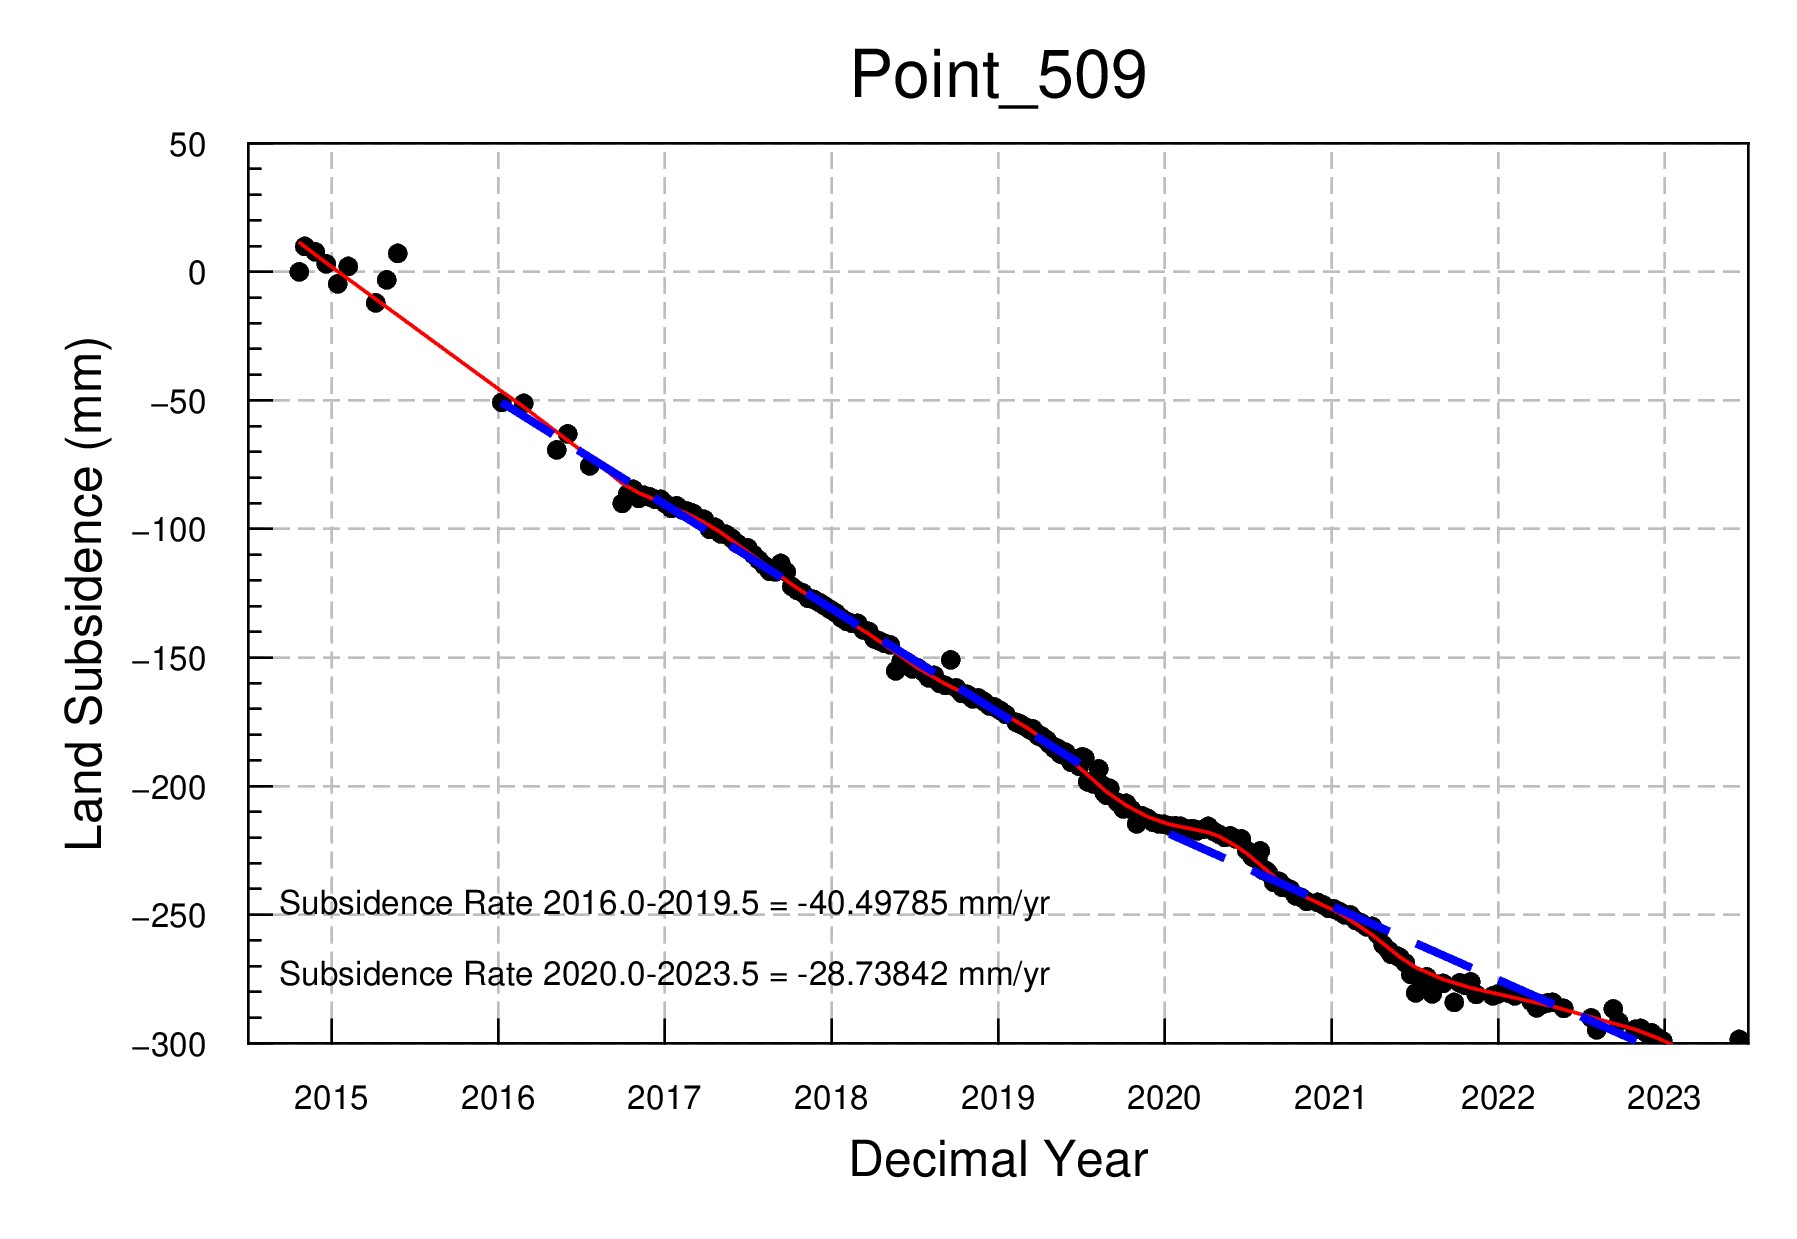 Point_509
50
0
−50
−100
−150
−200
−250
−300
Land Subsidence (mm)
Subsidence Rate 2016.0-2019.5 = -40.49785 mm/yr
Subsidence Rate 2020.0-2023.5 = -28.73842 mm/yr
2015 2016 2017 2018 2019 2020 2021 2022 2023
Decimal Year